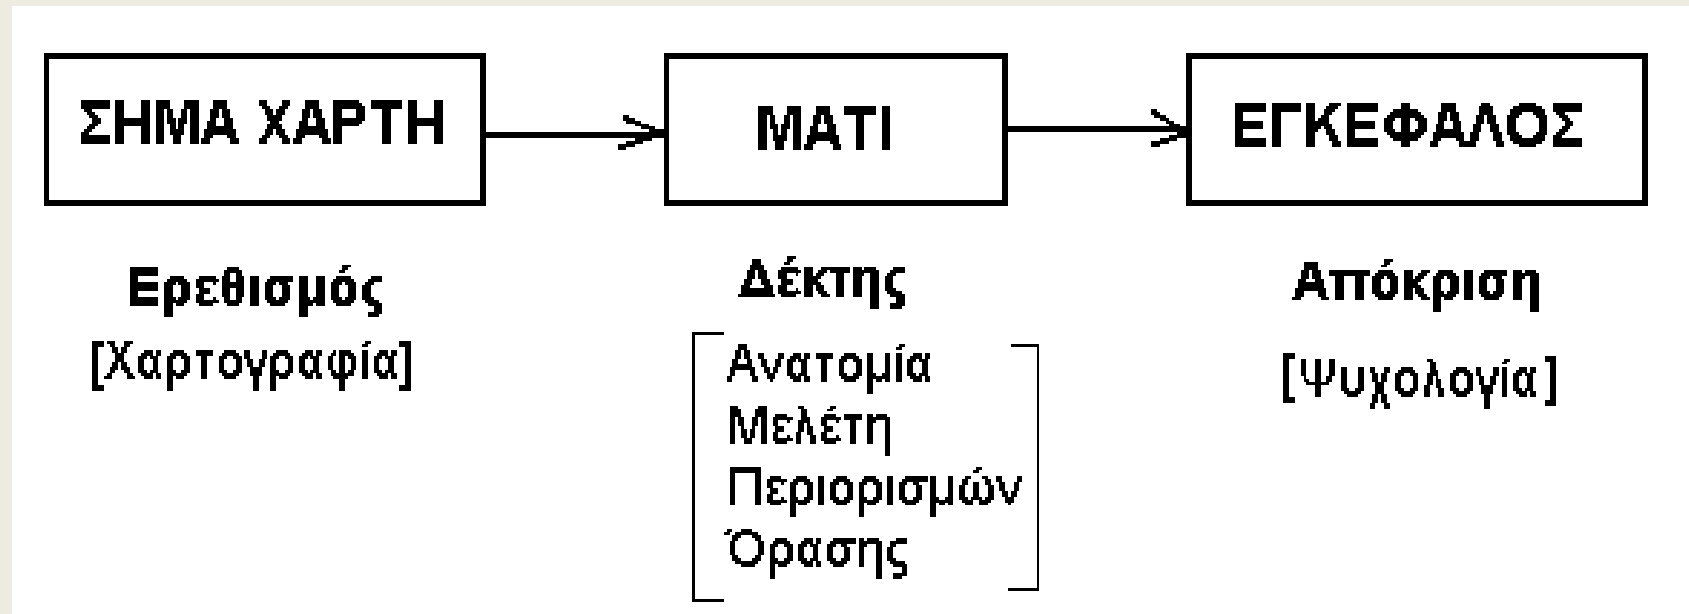 ΣΗΜΑ ΧΑΡΤΗ
ΜΑΤΙ
ΕΓΚΕΦΑΛΟΣ
Ερεθισμός
[Χαρτογραφία]
Δέκτης
Ανατομία
Μελέτη
Περιορισμών
Όρασης
Απόκριση
[Ψυχολογία]